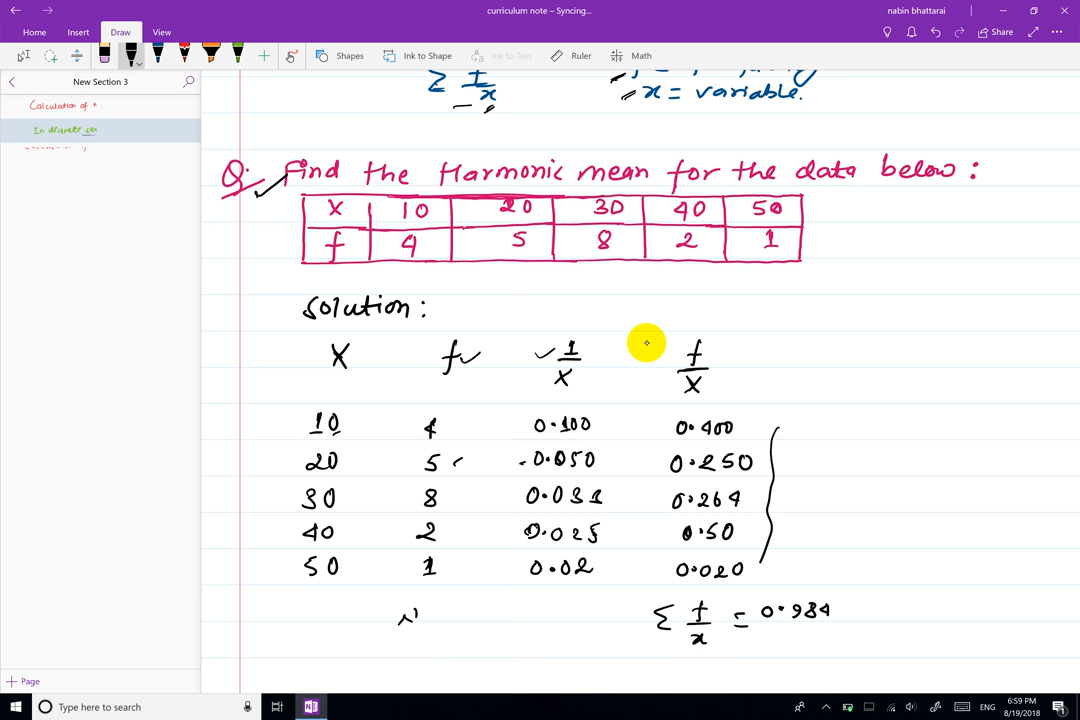 curriculum note – Syncing...
nabin bhattarai
Home Insert Draw View
Share
Shapes Ink to Shape Ink to Text Ruler Math
New Section 3
Calculation of
In discrete
Σ f/x
x = variable.
Q. Find the Harmonic mean for the data below:
X 10 20 30 40 50
f 4 5 8 2 1
Solution:
X f 1/X f/X
10 4 0.100 0.400
20 5 0.050 0.250
30 8 0.033 0.264
40 2 0.025 0.50
50 1 0.02 0.020
Σ f/x = 0.984
Page
Type here to search
ENG
6:59 PM
8/19/2018